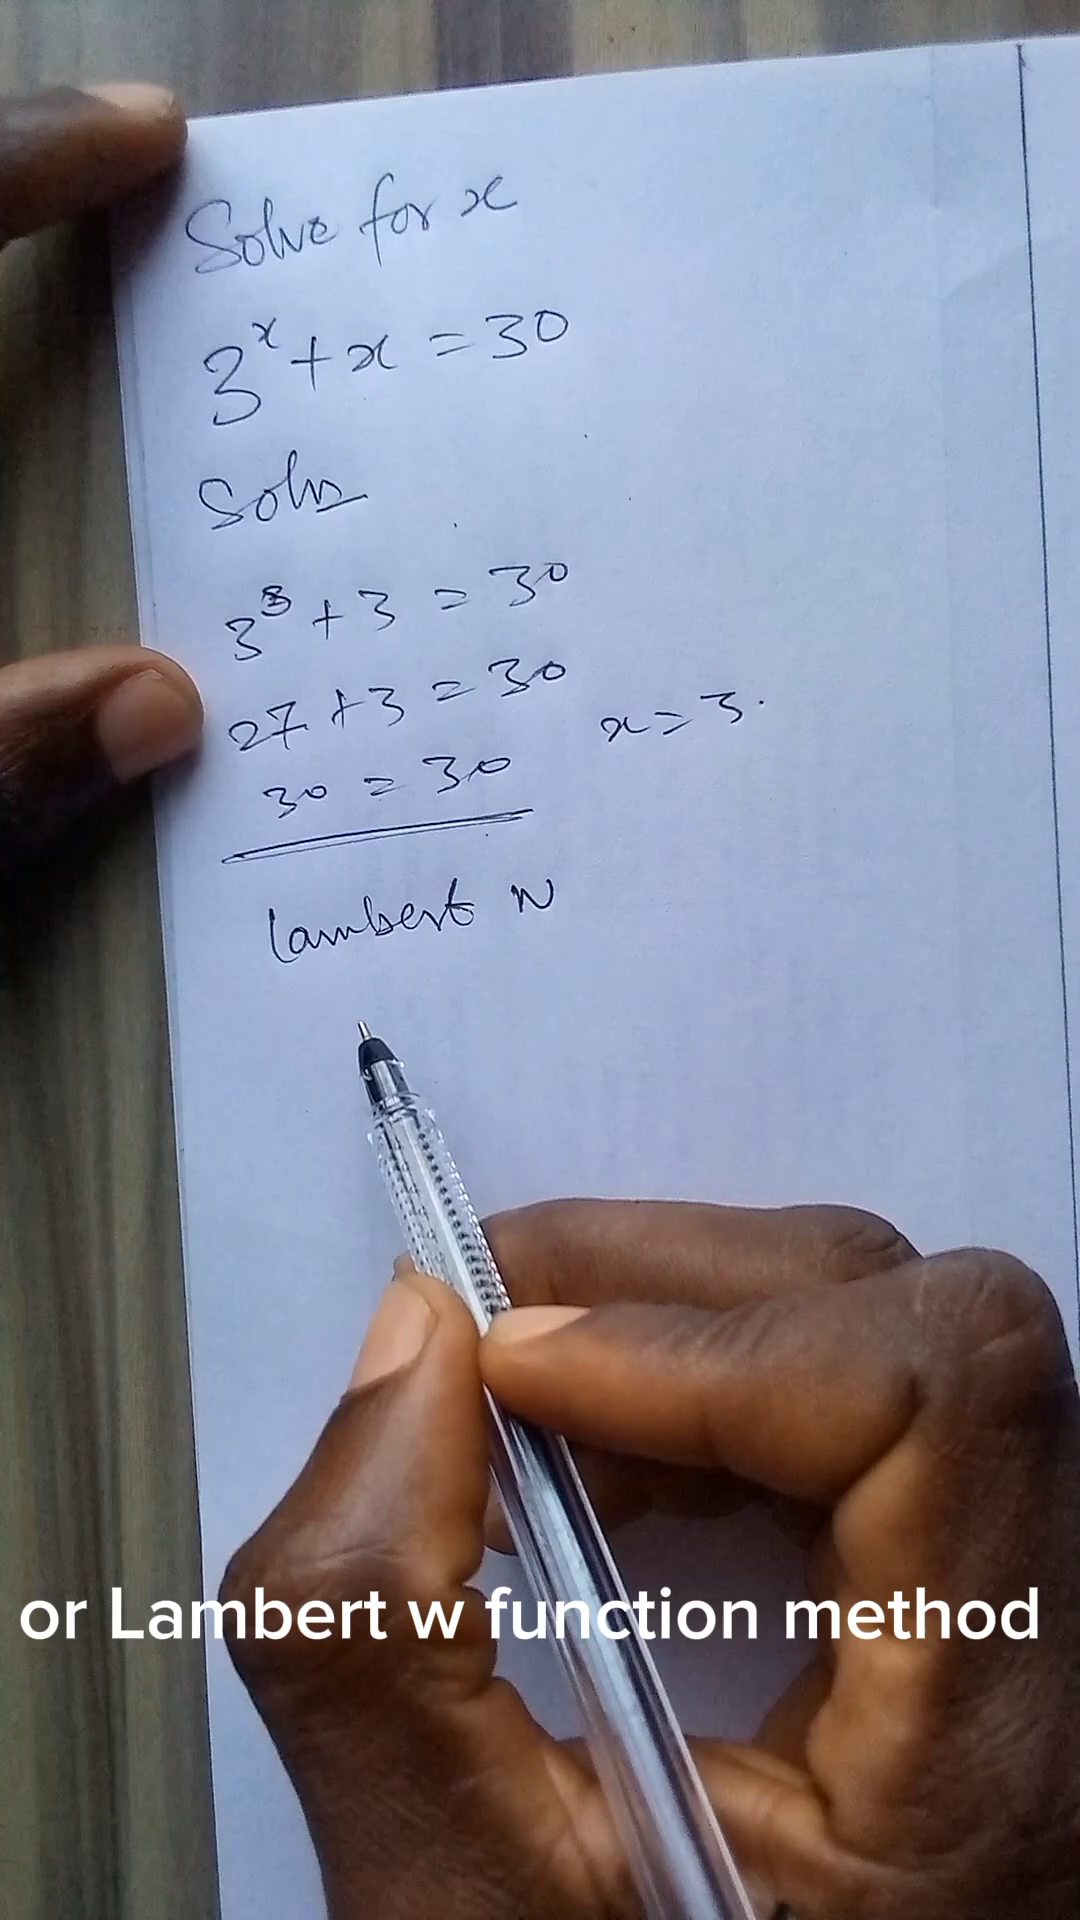 Solve for x
3^x + x = 30
Soln
3^3 + 3 = 30
27 + 3 = 30
x = 3.
30 = 30
Lambert W
or Lambert w function method